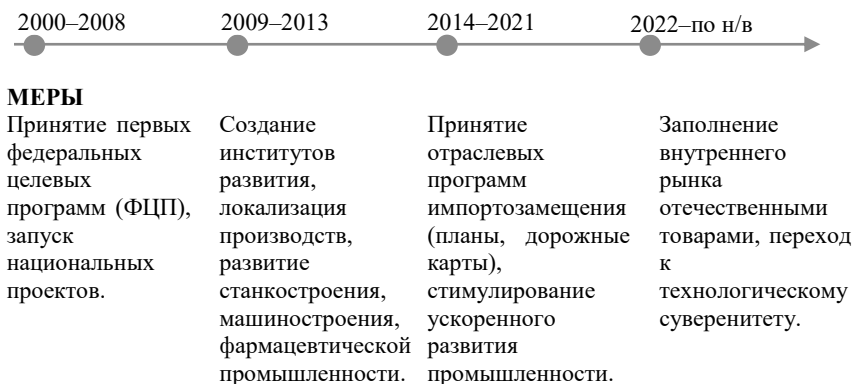 2000–2008
2009–2013
2014–2021
2022–по н/в
МЕРЫ
Принятие первых
федеральных
целевых
программ (ФЦП),
запуск
национальных
проектов.
Создание
институтов
развития,
локализация
производств,
развитие
станкостроения,
машиностроения,
фармацевтической
промышленности.
Принятие
отраслевых
программ
импортозамещения
(планы, дорожные
карты),
стимулирование
ускоренного
развития
промышленности.
Заполнение
внутреннего
рынка
отечественными
товарами, переход
к
технологическому
суверенитету.